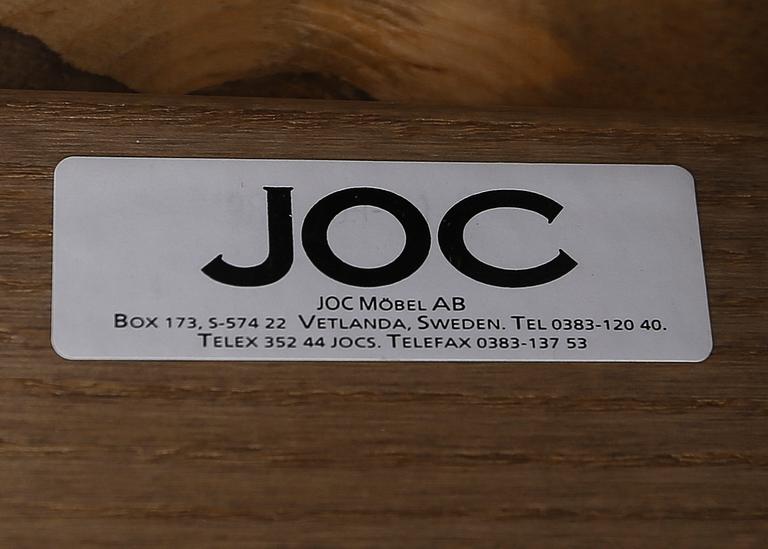 JOC
JOC MÖBEL AB
BOX 173, S-574 22 VETLANDA, SWEDEN. TEL 0383-120 40.
TELEX 352 44 JOCS. TELEFAX 0383-137 53